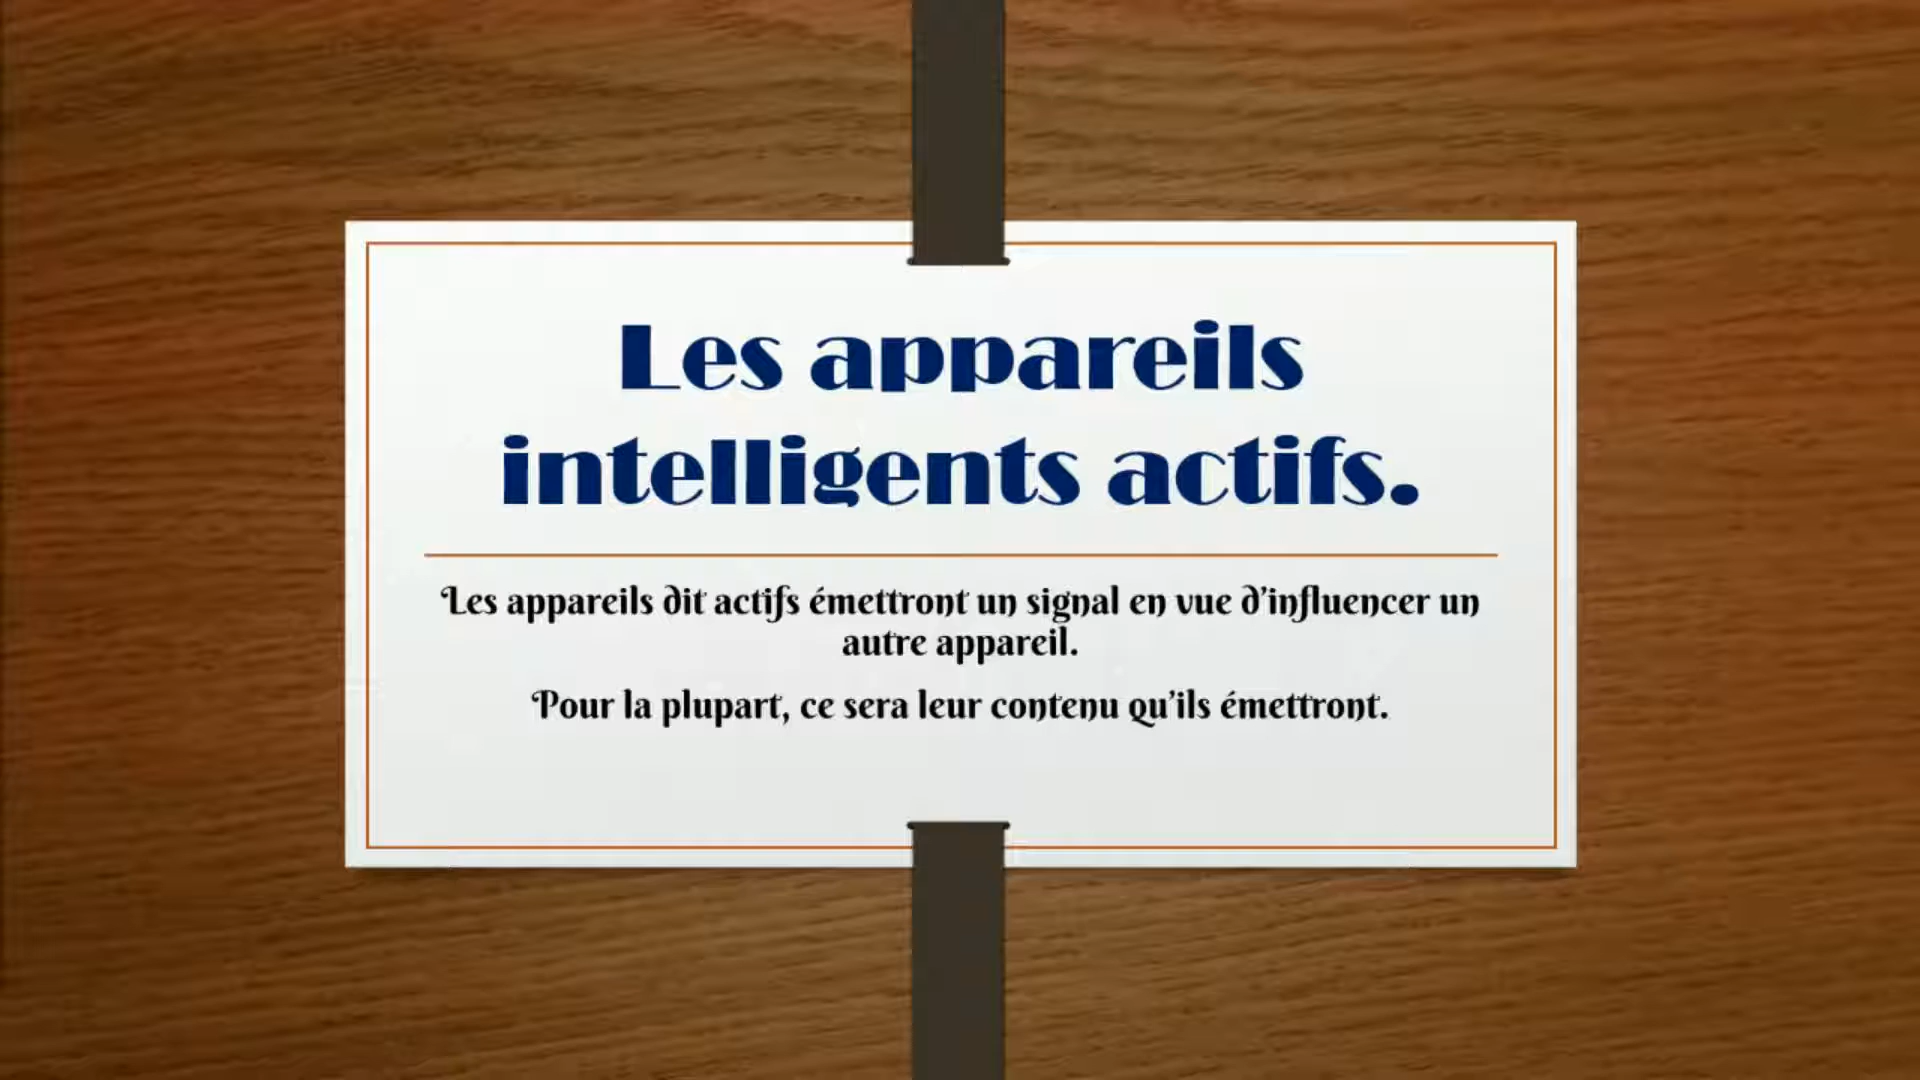 Les appareils
intelligents actifs.
Les appareils dit actifs émettront un signal en vue d’influencer un
autre appareil.
Pour la plupart, ce sera leur contenu qu’ils émettront.